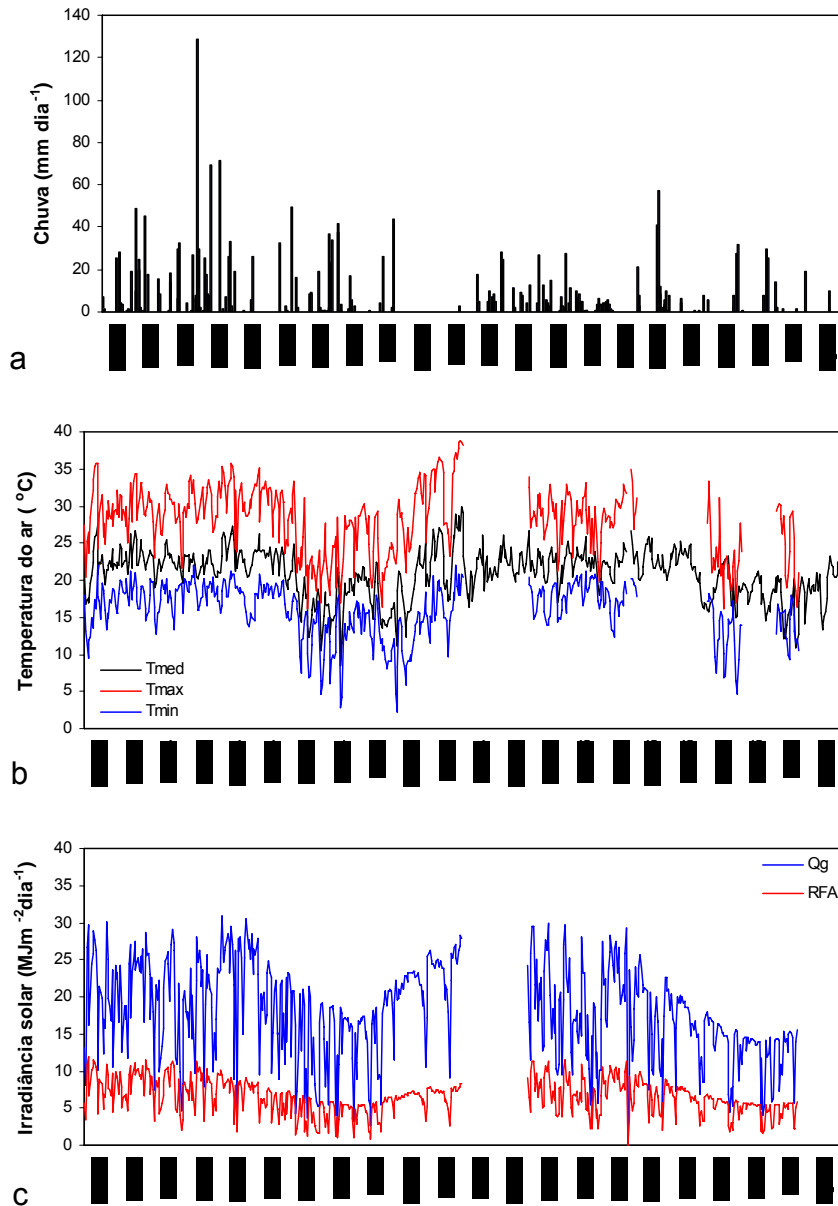 140
120
100
80
60
40
20
0
Chuva (mm dia⁻¹)
a
40
35
30
25
20
15
10
5
0
Temperatura do ar ( °C)
Tmed
Tmax
Tmin
b
40
35
30
25
20
15
10
5
0
Irradiância solar (MJm⁻²dia⁻¹)
Qg
RFA
c